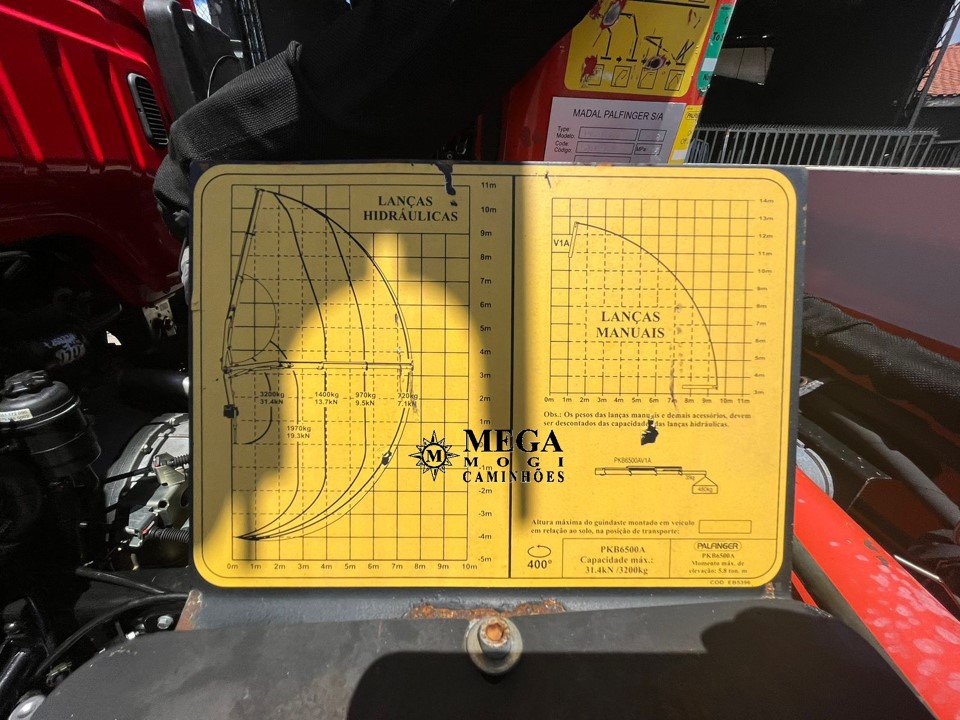 MADAL PALFINGER S/A
Type
Modelo:
Code:
Código:
LANÇAS
HIDRÁULICAS
11m
10m
9m
8m
7m
6m
5m
4m
3m
2m
-1m
-2m
-3m
-4m
-5m
3200kg
31.4kN
1970kg
19.3kN
1400kg
13.7kN
970kg
9.5kN
720kg
7.1kN
0m 1m 2m 3m 4m 5m 6m 7m 8m 9m 10m
V1A
LANÇAS
MANUAIS
14m
13m
12m
11m
10m
9m
8m
7m
6m
5m
4m
3m
0m 1m 2m 3m 4m 5m 6m 7m 8m 9m 10m 11m
Obs.: Os pesos das lanças manuais e demais acessórios, devem
ser descontados das capacidades das lanças hidráulicas.
MEGA
MOGI
CAMINHÕES
M
PKB6500AV1A
480kg
Altura máxima do guindaste montado em veículo
em relação ao solo, na posição de transporte:
400°
PKB6500A
Capacidade máx.:
31.4kN /3200kg
PALFINGER
PKB6500A
Momento máx. de
elevação: 5,8 ton. m
COD. EB5396